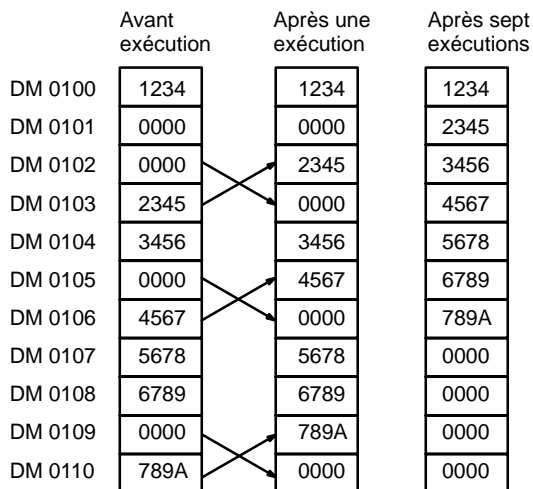 Avant exécution Après une exécution Après sept exécutions
DM 0100 1234 1234 1234
DM 0101 0000 0000 2345
DM 0102 0000 2345 3456
DM 0103 2345 0000 4567
DM 0104 3456 3456 5678
DM 0105 0000 4567 6789
DM 0106 4567 0000 789A
DM 0107 5678 5678 0000
DM 0108 6789 6789 0000
DM 0109 0000 789A 0000
DM 0110 789A 0000 0000